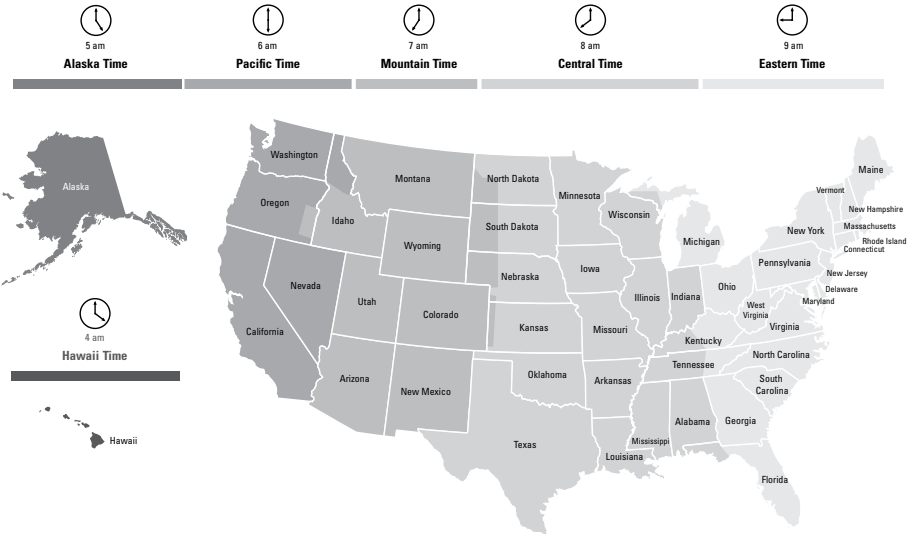 5 am
6 am
7 am
8 am
9 am
Alaska Time
Pacific Time
Mountain Time
Central Time
Eastern Time
Alaska
4 am
Hawaii Time
Hawaii
Washington
Oregon
California
Nevada
Idaho
Montana
Wyoming
Utah
Colorado
Arizona
New Mexico
North Dakota
South Dakota
Nebraska
Kansas
Oklahoma
Texas
Minnesota
Iowa
Missouri
Arkansas
Louisiana
Wisconsin
Illinois
Indiana
Michigan
Ohio
Kentucky
Tennessee
Mississippi
Alabama
Georgia
Florida
South
Carolina
North Carolina
Virginia
West
Virginia
Maryland
Delaware
New Jersey
Pennsylvania
New York
Connecticut
Rhode Island
Massachusetts
New Hampshire
Vermont
Maine